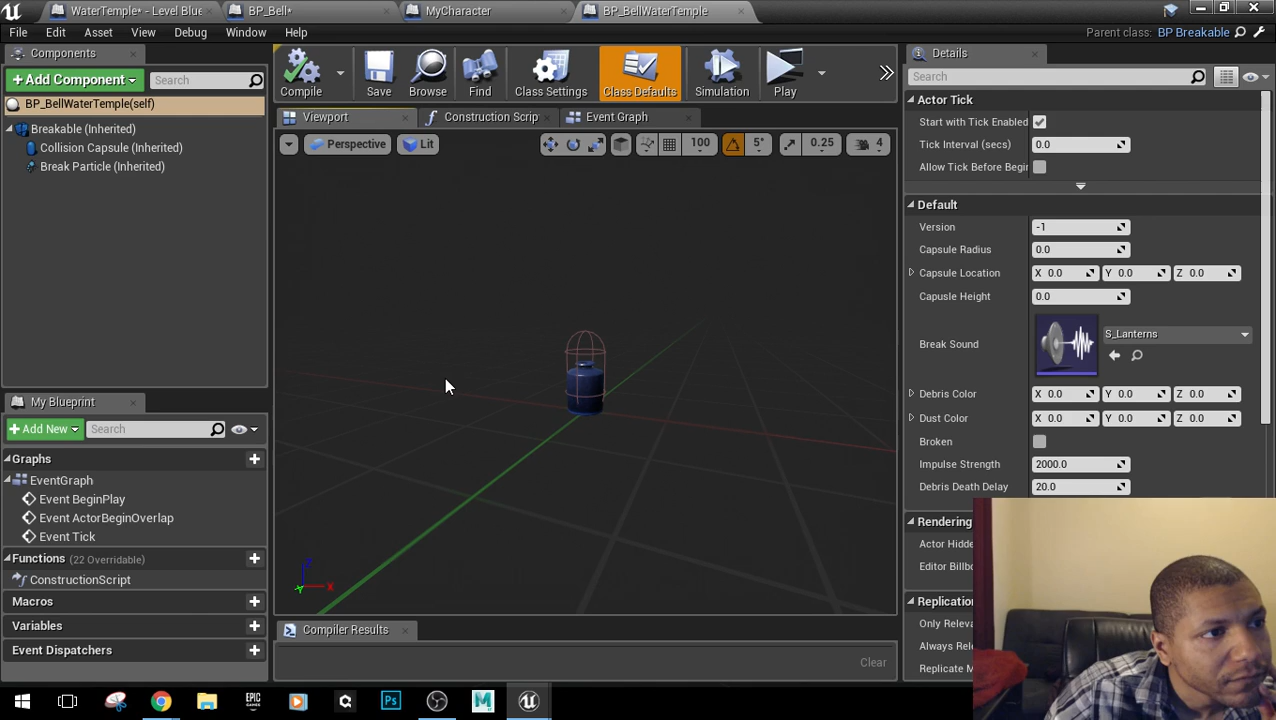 WaterTemple* - Level Blue
BP_Bell*
MyCharacter
BP_BellWaterTemple
File Edit Asset View Debug Window Help
Parent class: BP Breakable
Components
+Add Component
Search
BP_BellWaterTemple(self)
Breakable (Inherited)
Collision Capsule (Inherited)
Break Particle (Inherited)
Compile
Save
Browse
Find
Class Settings
Class Defaults
Simulation
Play
Viewport
Construction Scrip
Event Graph
Perspective
Lit
100
5°
0.25
4
X
Y
My Blueprint
+Add New
Search
Graphs
EventGraph
Event BeginPlay
Event ActorBeginOverlap
Event Tick
Functions (22 Overridable)
ConstructionScript
Macros
Variables
Event Dispatchers
Compiler Results
Clear
Details
Search
Actor Tick
Start with Tick Enabled
Tick Interval (secs) 0.0
Allow Tick Before Begin
Default
Version -1
Capsule Radius 0.0
Capsule Location X 0.0 Y 0.0 Z 0.0
Capusle Height 0.0
Break Sound S_Lanterns
Debris Color X 0.0 Y 0.0 Z 0.0
Dust Color X 0.0 Y 0.0 Z 0.0
Broken
Impulse Strength 2000.0
Debris Death Delay 20.0
Rendering
Actor Hidde
Editor Billbo
Replication
Only Releva
Always Rele
Replicate M
EPIC
GAMES
Ps
M